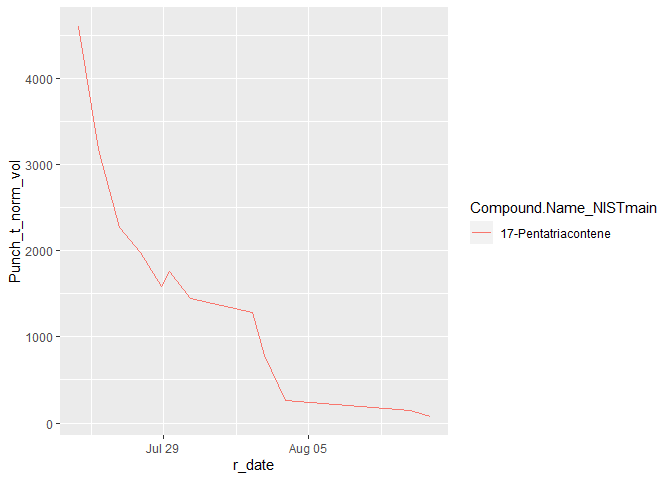 4000
3000
2000
1000
0
Punch_t_norm_vol
Jul 29
Aug 05
r_date
Compound.Name_NISTmain
17-Pentatriacontene